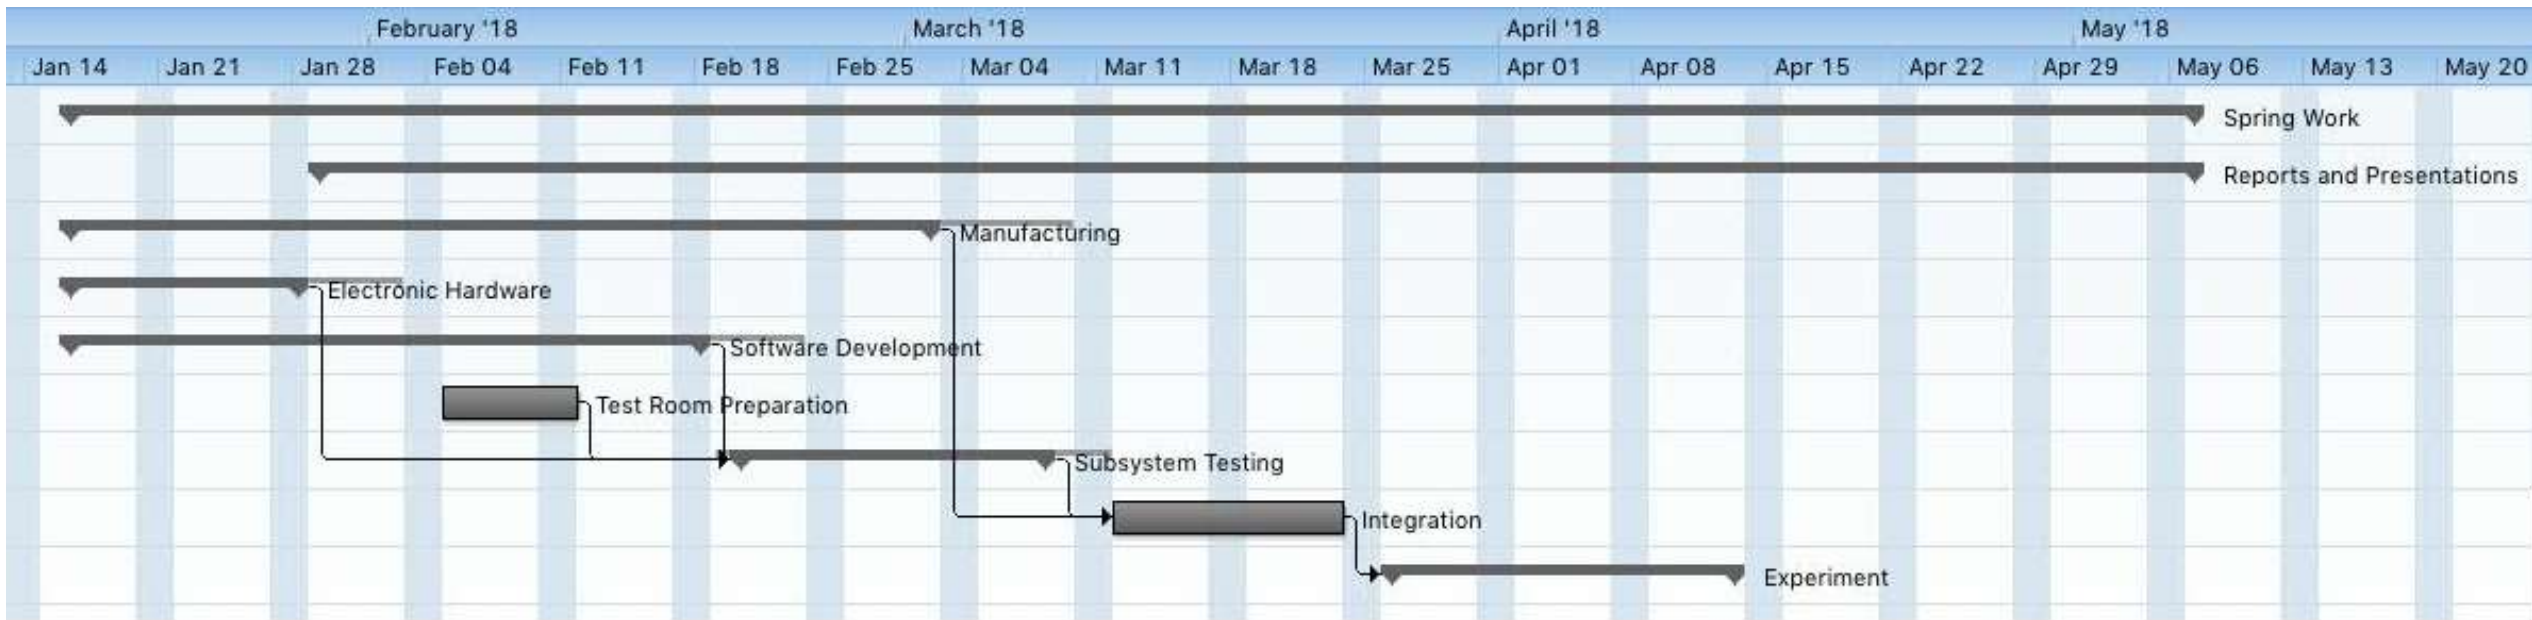 February '18 March '18 April '18 May '18
Jan 14 Jan 21 Jan 28 Feb 04 Feb 11 Feb 18 Feb 25 Mar 04 Mar 11 Mar 18 Mar 25 Apr 01 Apr 08 Apr 15 Apr 22 Apr 29 May 06 May 13 May 20
Spring Work
Reports and Presentations
Manufacturing
Electronic Hardware
Software Development
Test Room Preparation
Subsystem Testing
Integration
Experiment